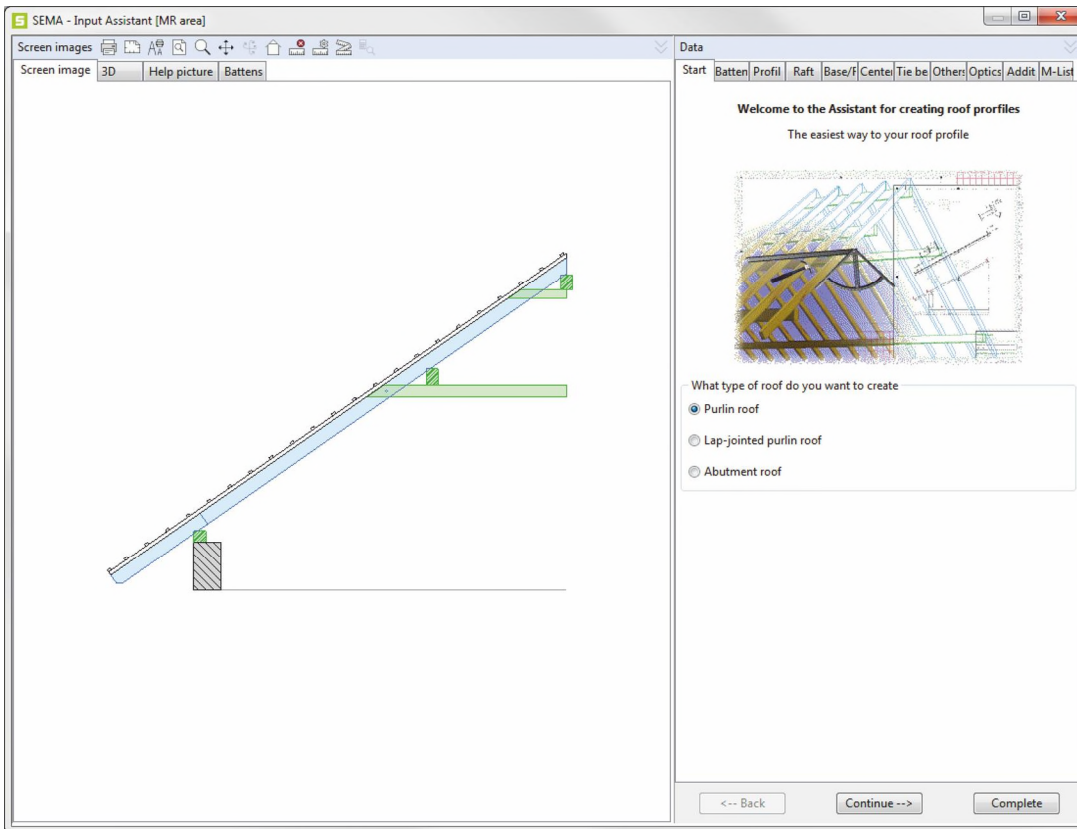 SEMA - Input Assistant [MR area]
Screen images
Data
Screen image 3D Help picture Battens
Start Batten Profil Raft Base/F Center Tie be Others Optics Addit M-List
Welcome to the Assistant for creating roof prorfiles
The easiest way to your roof profile
What type of roof do you want to create
Purlin roof
Lap-jointed purlin roof
Abutment roof
<-- Back Continue --> Complete